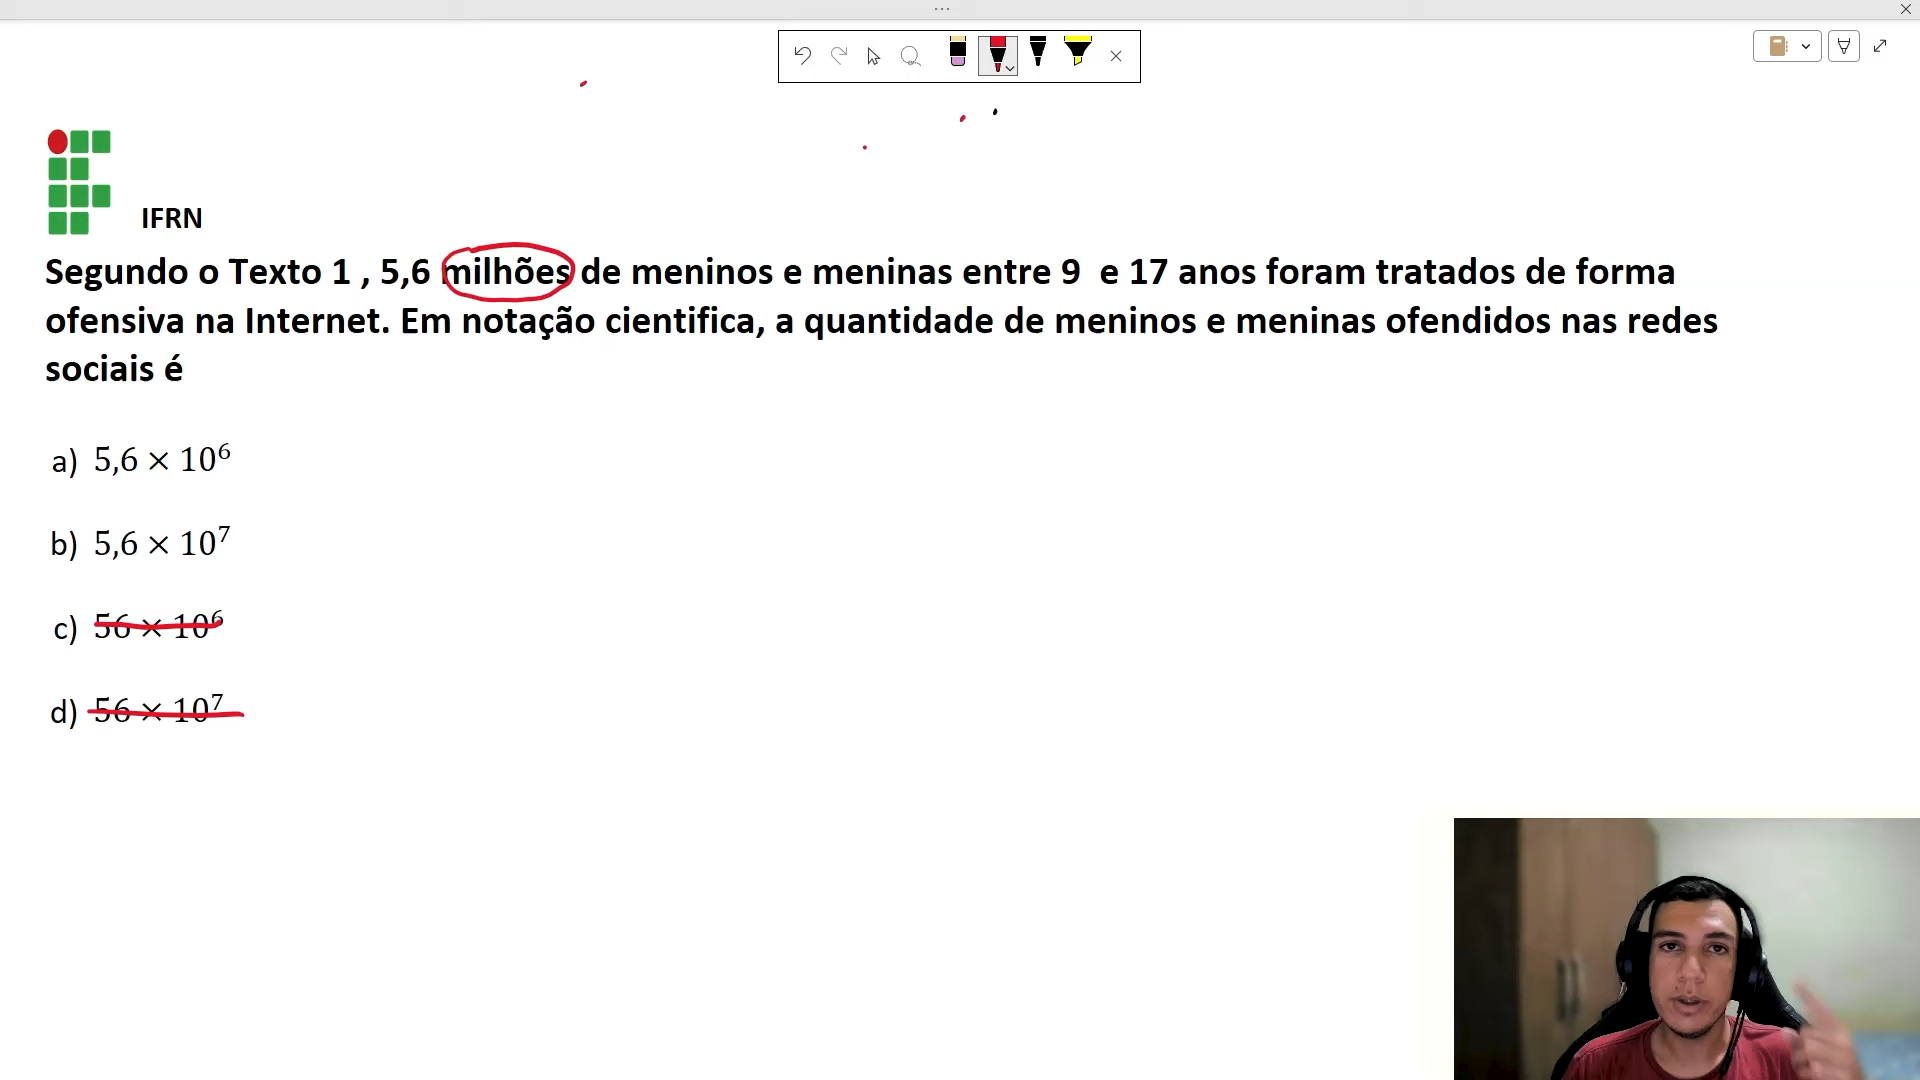 IFRN
Segundo o Texto 1 , 5,6 milhões de meninos e meninas entre 9 e 17 anos foram tratados de forma
ofensiva na Internet. Em notação cientifica, a quantidade de meninos e meninas ofendidos nas redes
sociais é
a) 5,6 × 10⁶
b) 5,6 × 10⁷
c) 56 × 10⁶
d) 56 × 10⁷